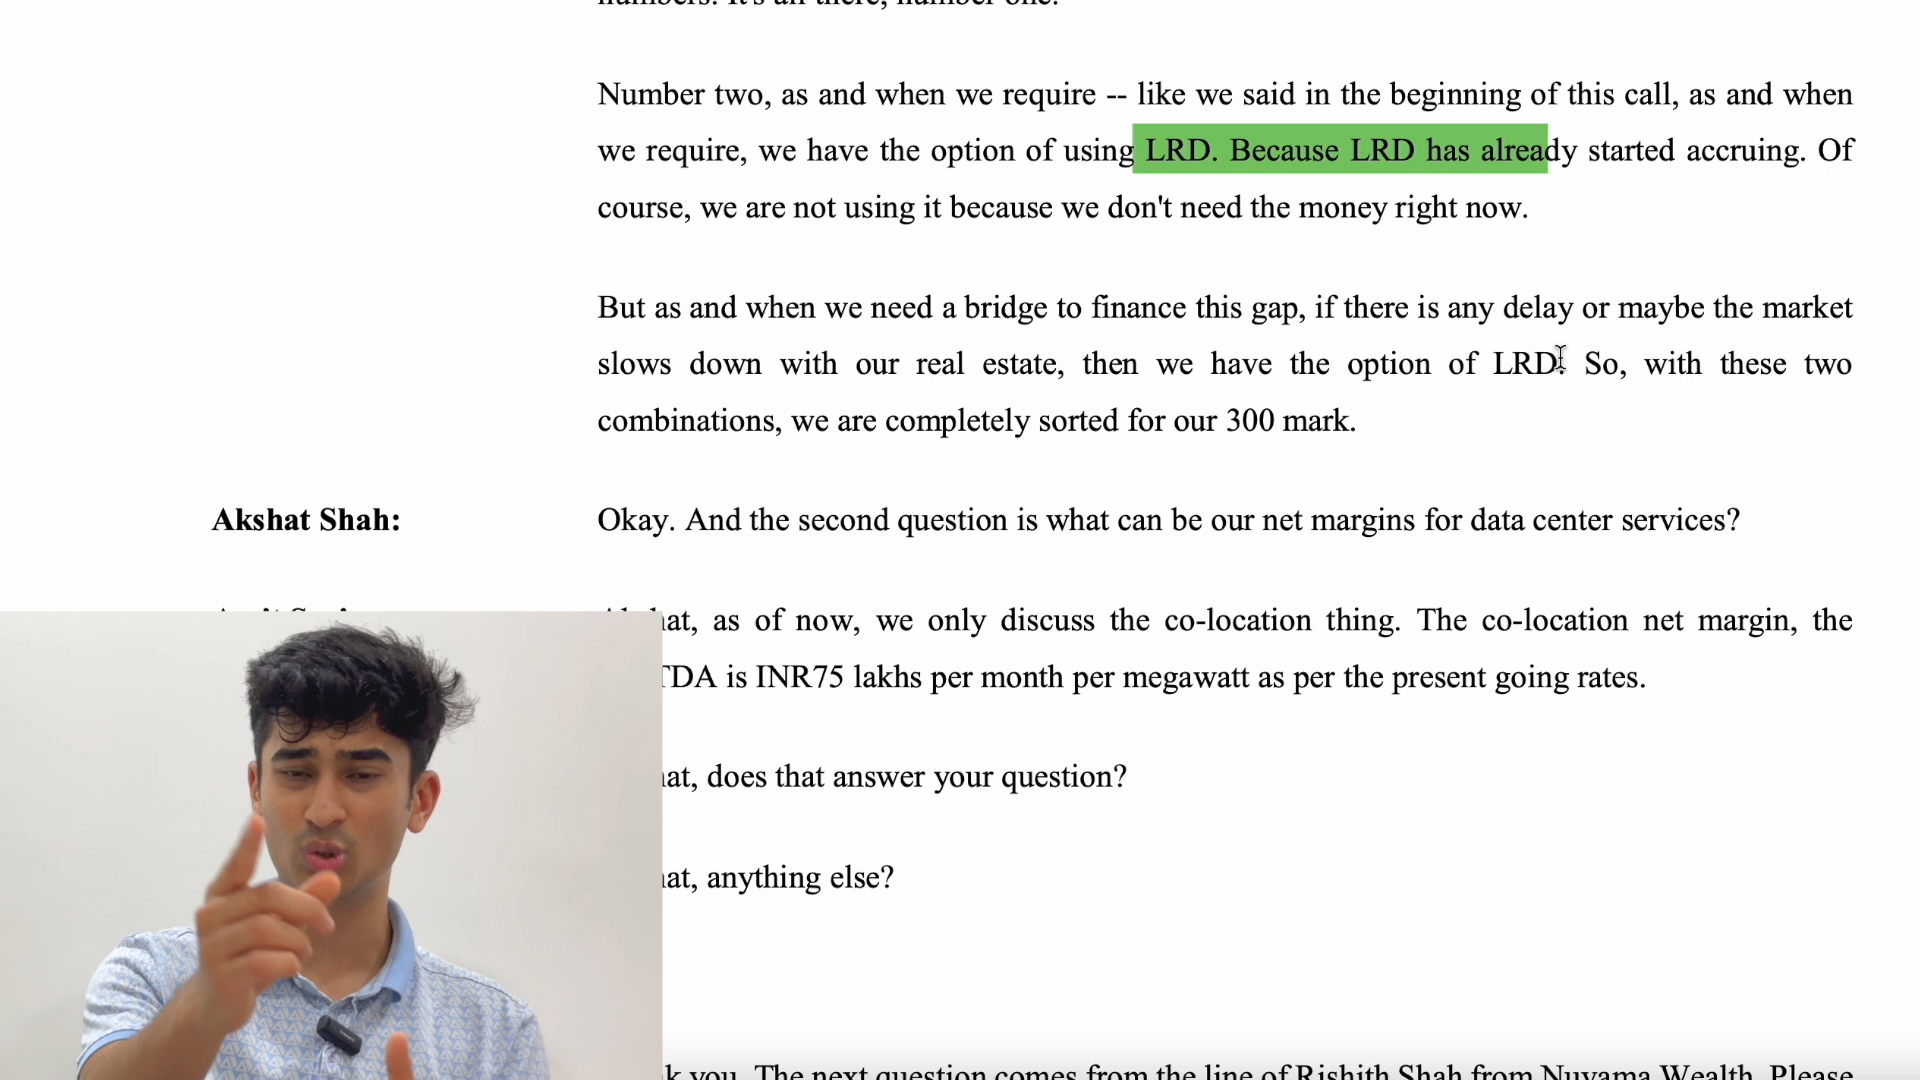 Number two, as and when we require -- like we said in the beginning of this call, as and when
we require, we have the option of using LRD. Because LRD has already started accruing. Of
course, we are not using it because we don't need the money right now.
But as and when we need a bridge to finance this gap, if there is any delay or maybe the market
slows down with our real estate, then we have the option of LRD. So, with these two
combinations, we are completely sorted for our 300 mark.
Akshat Shah: Okay. And the second question is what can be our net margins for data center services?
as of now, we only discuss the co-location thing. The co-location net margin, the
is INR75 lakhs per month per megawatt as per the present going rates.
does that answer your question?
anything else?
you. The next question comes from the line of Rishith Shah from Nuvama Wealth. Please